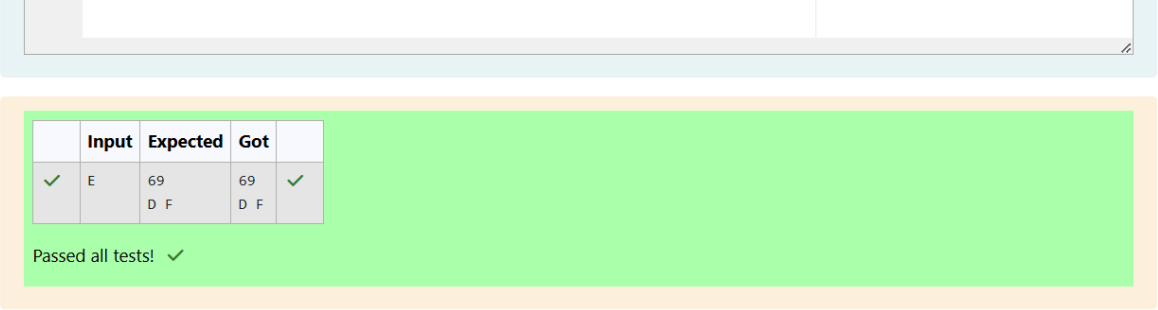 Input Expected Got
E 69 69
D F D F
Passed all tests!